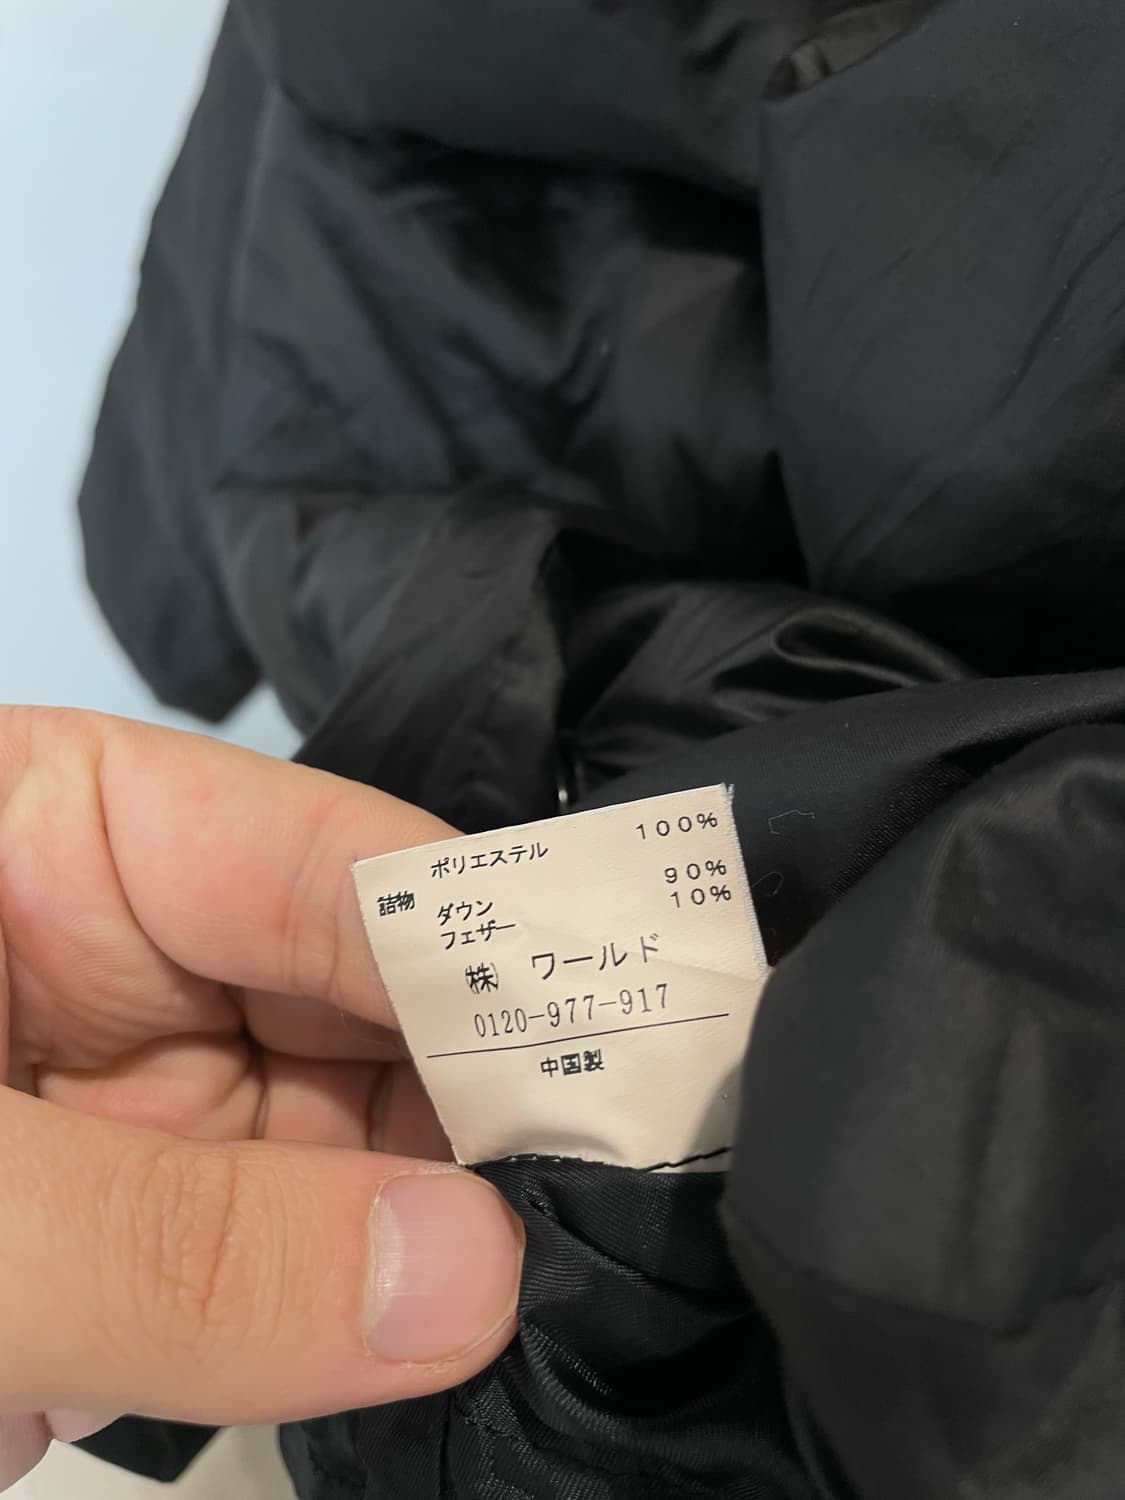 ポリエステル 100%
詰物 ダウン 90%
フェザー 10%
㈱ ワールド
0120-977-917
中国製